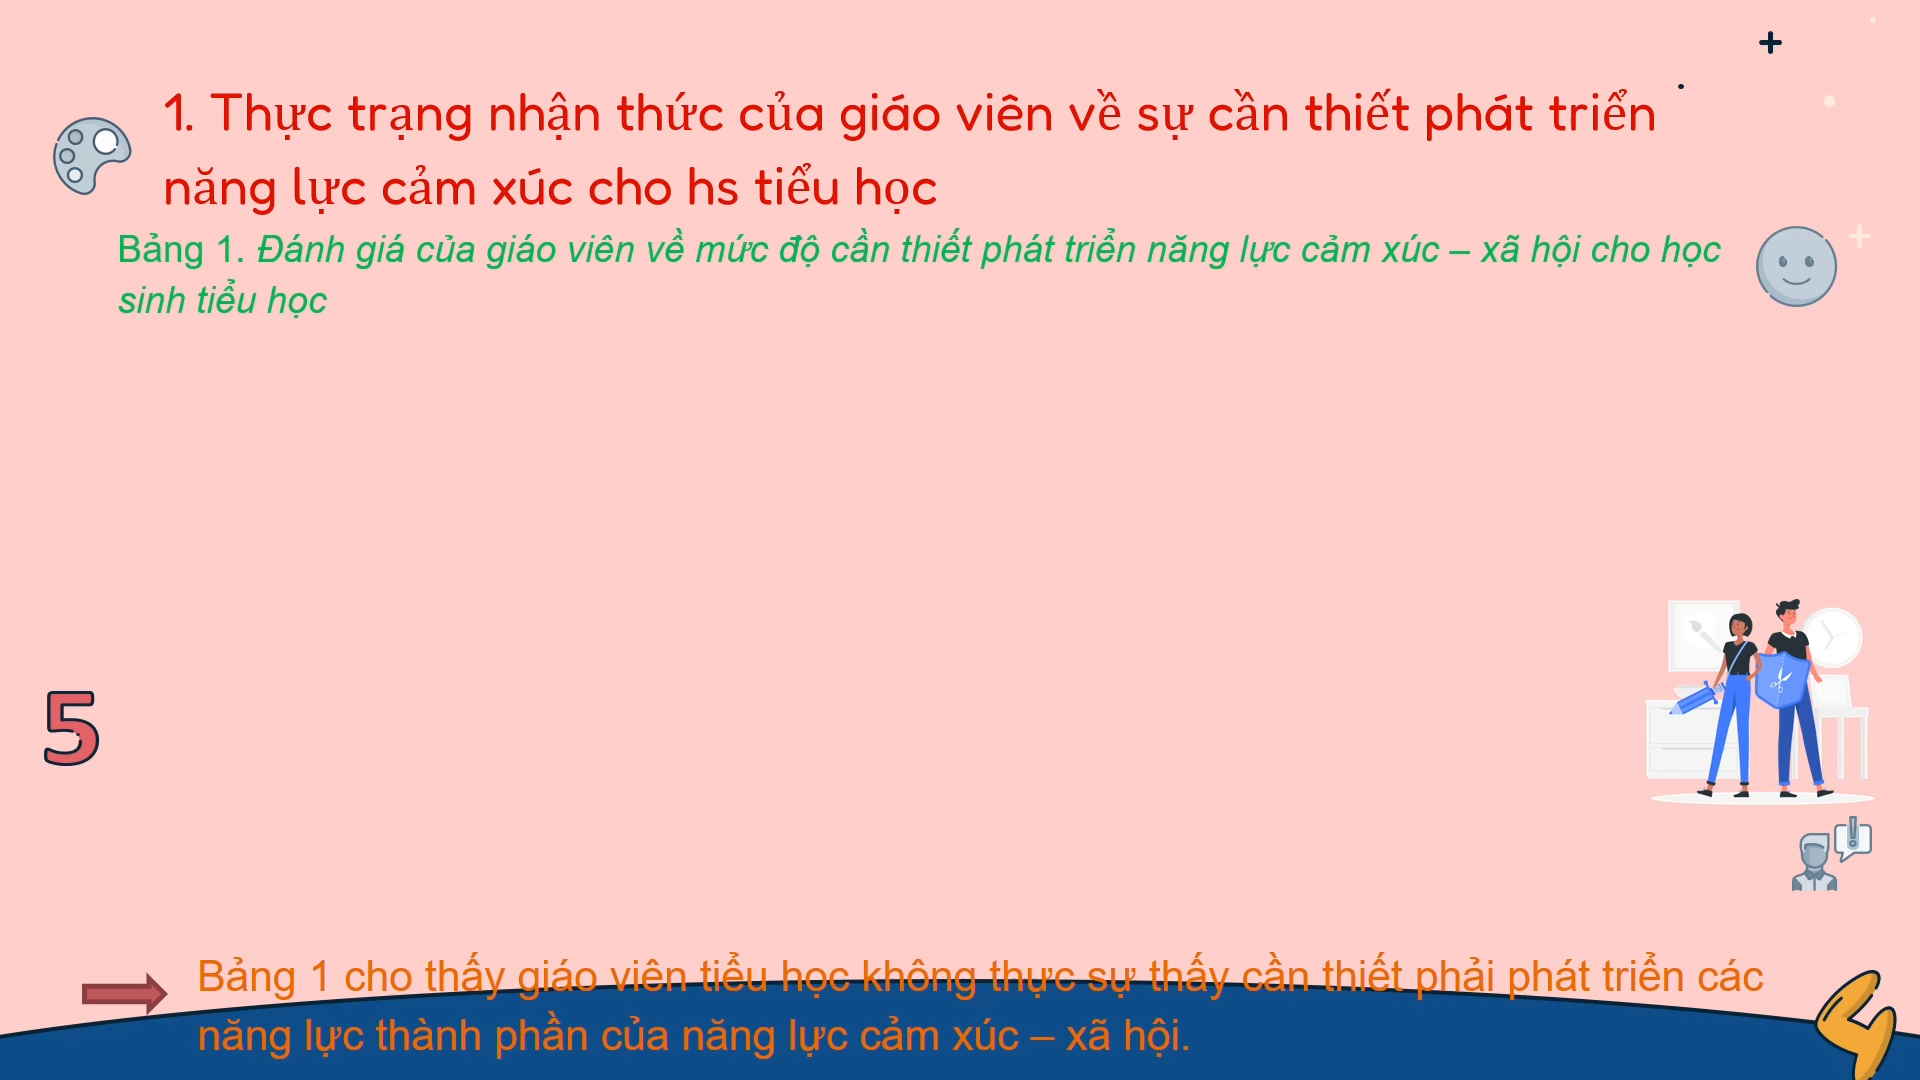 1. Thực trạng nhận thức của giáo viên về sự cần thiết phát triển
năng lực cảm xúc cho hs tiểu học
Bảng 1. Đánh giá của giáo viên về mức độ cần thiết phát triển năng lực cảm xúc – xã hội cho học
sinh tiểu học
5
Bảng 1 cho thấy giáo viên tiểu học không thực sự thấy cần thiết phải phát triển các
năng lực thành phần của năng lực cảm xúc – xã hội.
4